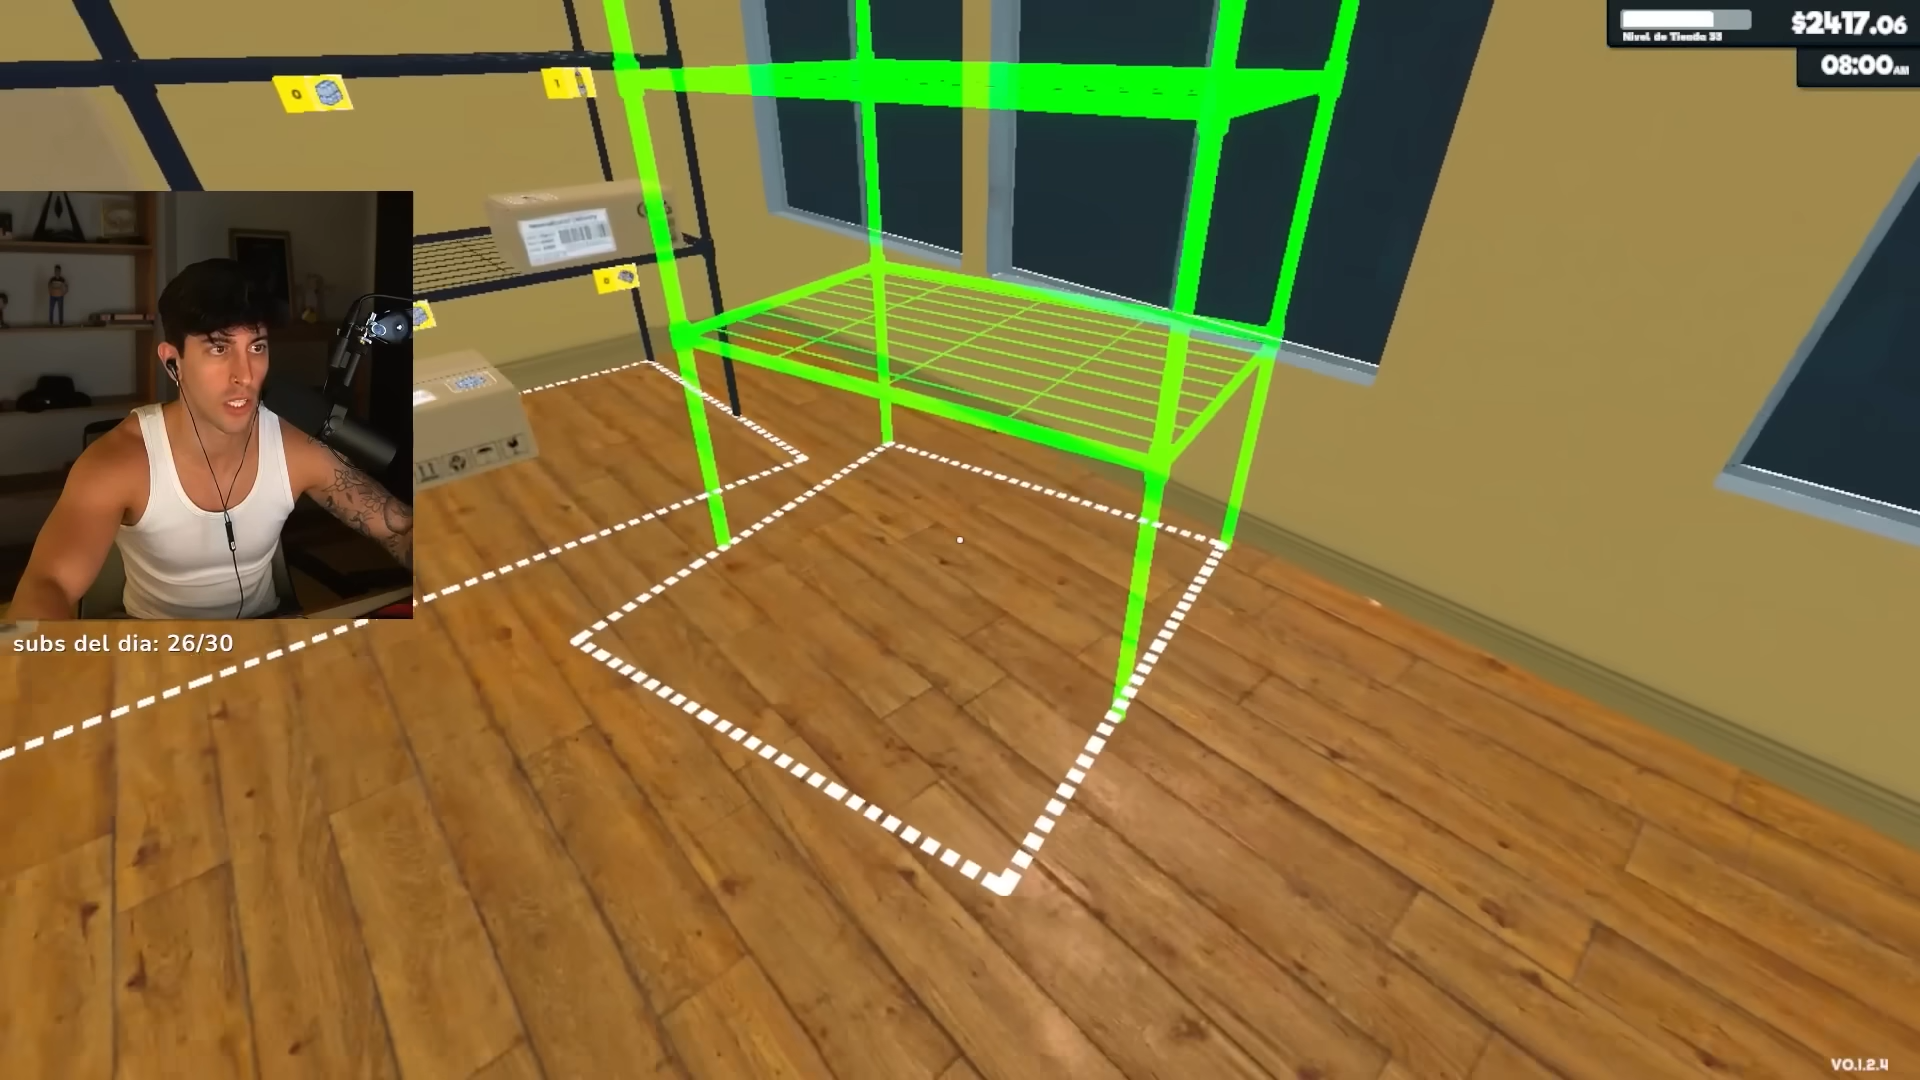 $2417.06
Nivel de Tienda 33
08:00AM
0
1
0
subs del dia: 26/30
V0.1.2.4